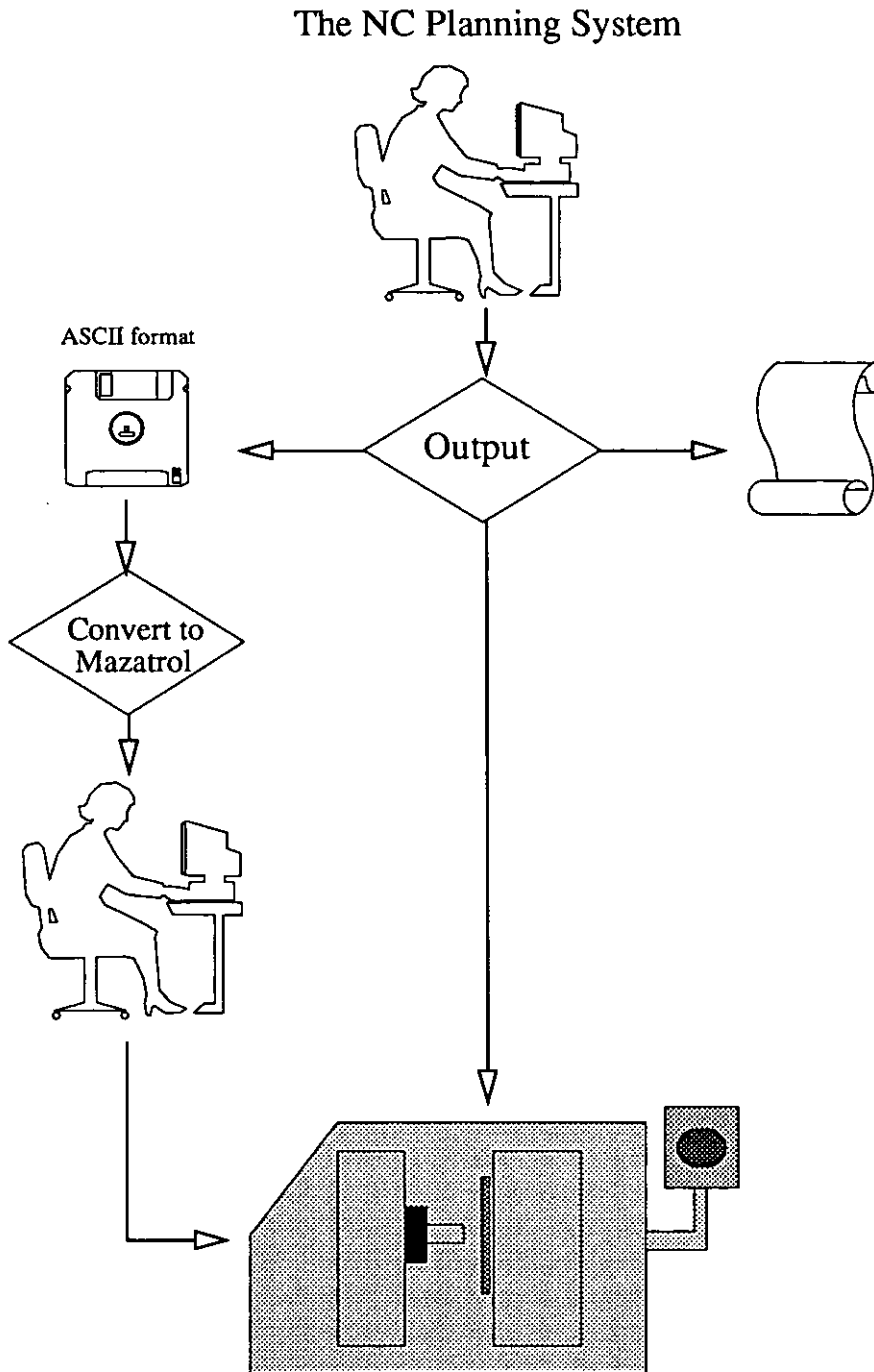 The NC Planning System
ASCII format
Output
Convert to
Mazatrol